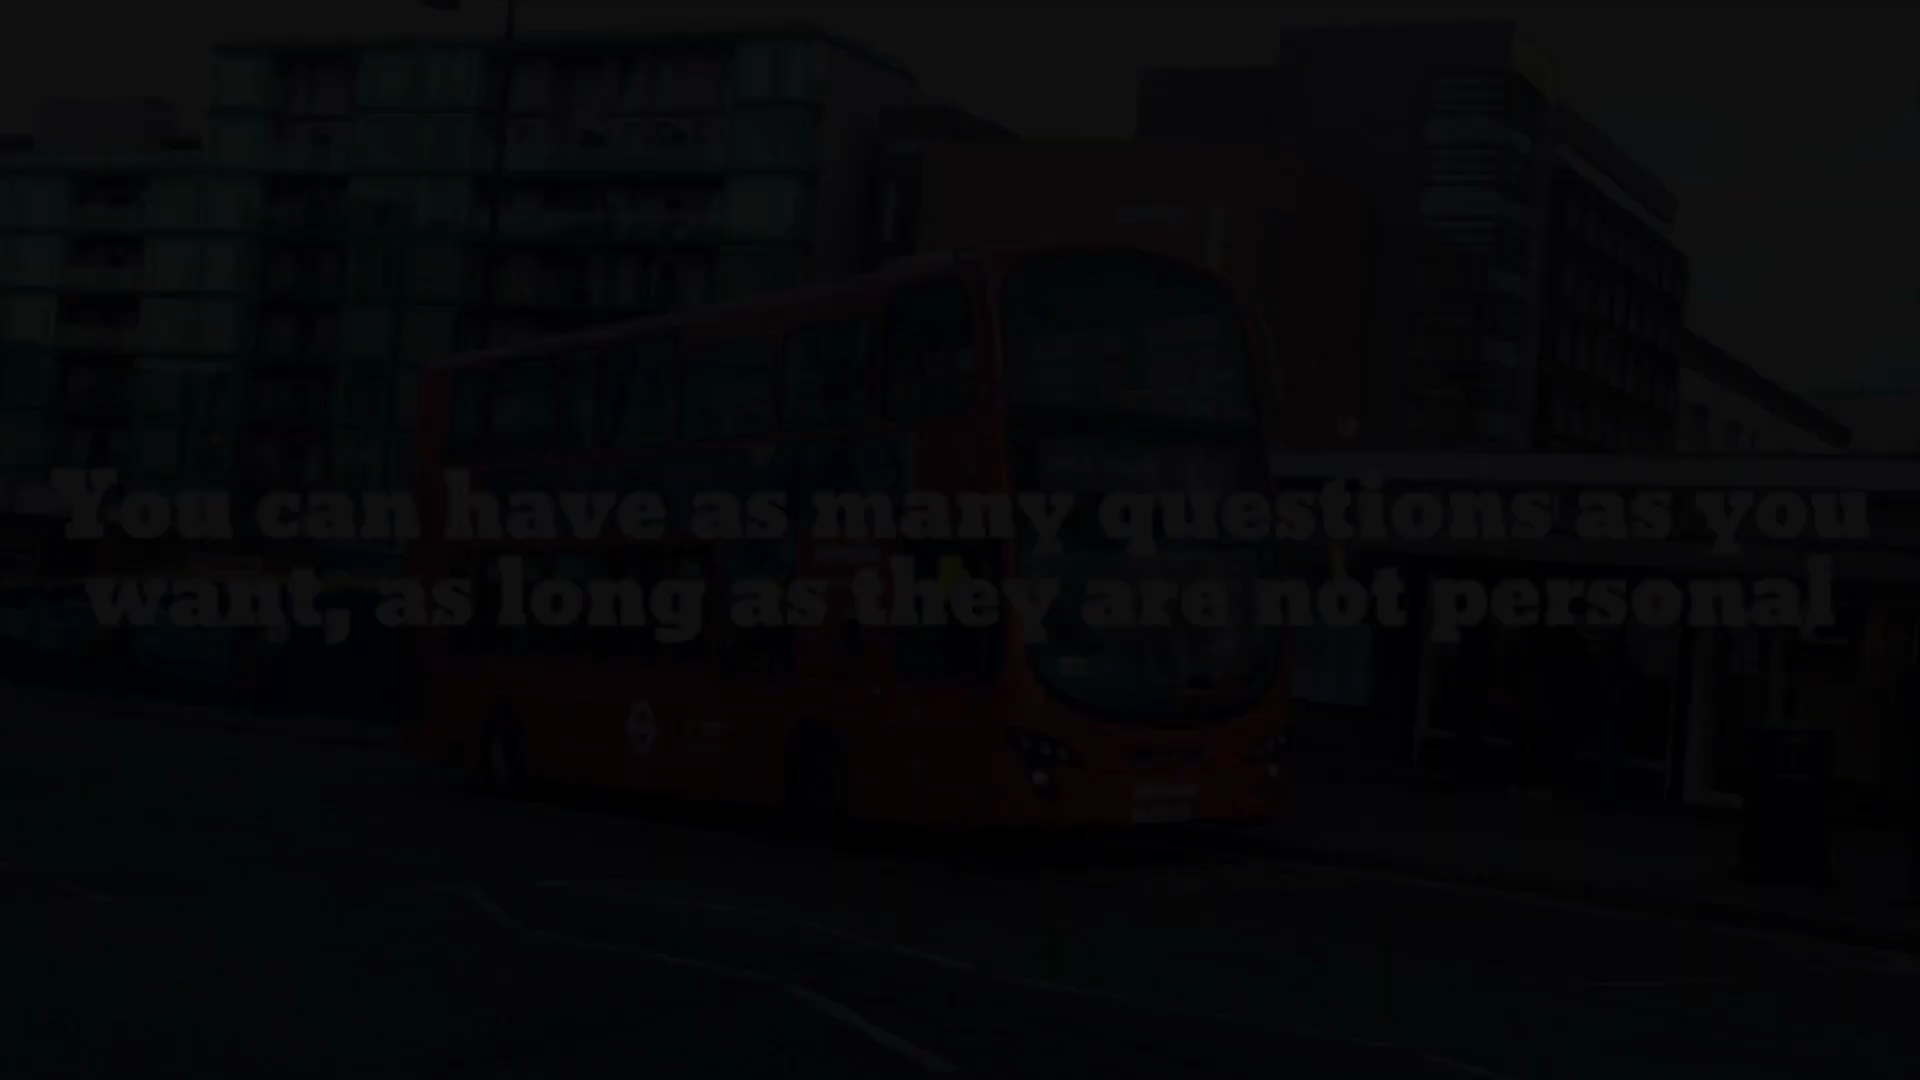 You can have as many questions as you
want, as long as they are not personal